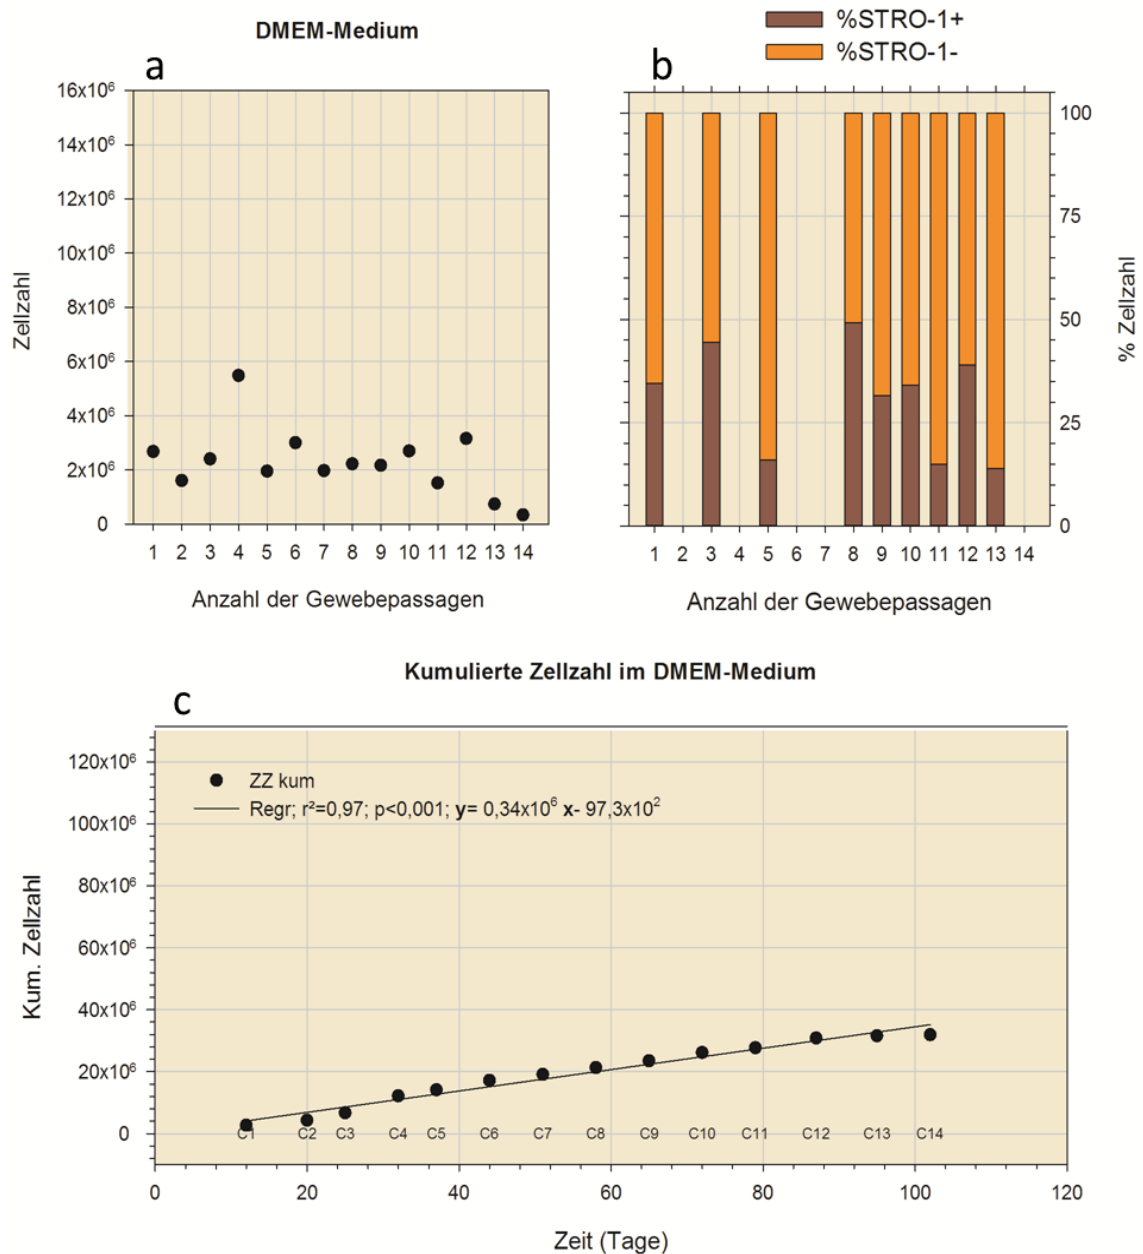 DMEM-Medium
%STRO-1+
%STRO-1-
a
b
16x10⁶
14x10⁶
12x10⁶
10x10⁶
8x10⁶
6x10⁶
4x10⁶
2x10⁶
0
Zellzahl
1 2 3 4 5 6 7 8 9 10 11 12 13 14
Anzahl der Gewebepassagen
100
75
50
25
0
% Zellzahl
1 2 3 4 5 6 7 8 9 10 11 12 13 14
Anzahl der Gewebepassagen
Kumulierte Zellzahl im DMEM-Medium
c
ZZ kum
Regr; r²=0,97; p<0,001; y= 0,34x10⁶ x- 97,3x10²
120x10⁶
100x10⁶
80x10⁶
60x10⁶
40x10⁶
20x10⁶
0
Kum. Zellzahl
C1 C2 C3 C4 C5 C6 C7 C8 C9 C10 C11 C12 C13 C14
0 20 40 60 80 100 120
Zeit (Tage)